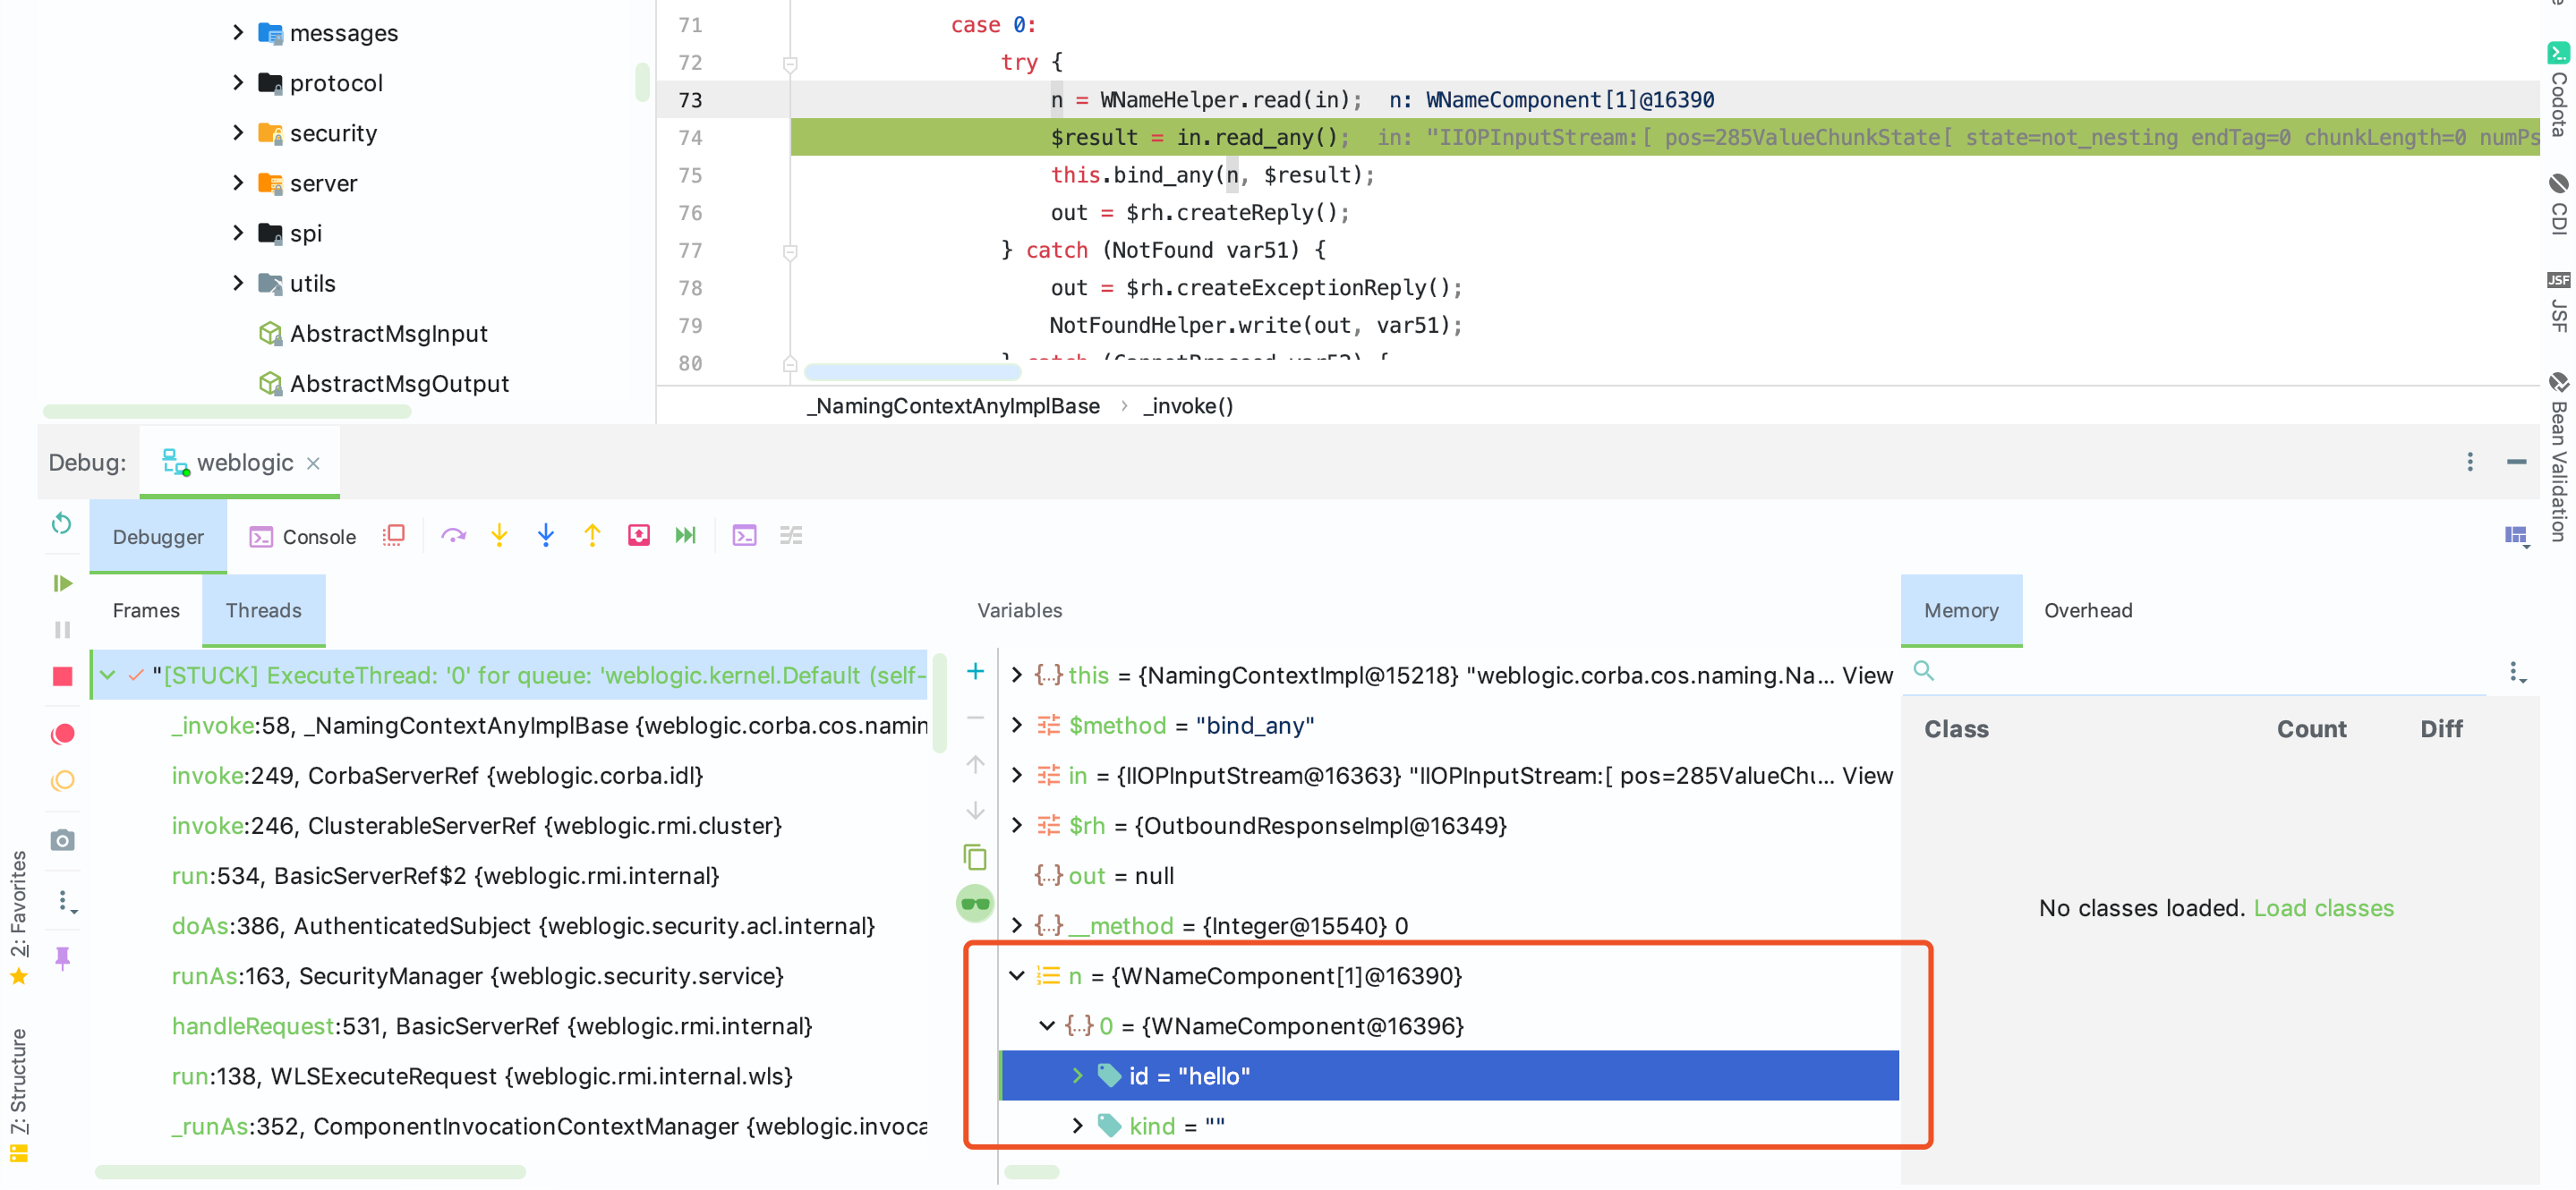 messages
protocol
security
server
spi
utils
AbstractMsgInput
AbstractMsgOutput
71 case 0:
72 try {
73 n = WNameHelper.read(in); n: WNameComponent[1]@16390
74 $result = in.read_any(); in: "IIOPInputStream:[ pos=285ValueChunkState[ state=not_nesting endTag=0 chunkLength=0 numPs
75 this.bind_any(n, $result);
76 out = $rh.createReply();
77 } catch (NotFound var51) {
78 out = $rh.createExceptionReply();
79 NotFoundHelper.write(out, var51);
80 } catch (CannotProceed var52) {
_NamingContextAnyImplBase › _invoke()
Codota
CDI
JSF
JSF
Bean Validation
Debug: weblogic
Debugger Console
Frames Threads
"[STUCK] ExecuteThread: '0' for queue: 'weblogic.kernel.Default (self-
_invoke:58, _NamingContextAnyImplBase {weblogic.corba.cos.namin
invoke:249, CorbaServerRef {weblogic.corba.idl}
invoke:246, ClusterableServerRef {weblogic.rmi.cluster}
run:534, BasicServerRef$2 {weblogic.rmi.internal}
doAs:386, AuthenticatedSubject {weblogic.security.acl.internal}
runAs:163, SecurityManager {weblogic.security.service}
handleRequest:531, BasicServerRef {weblogic.rmi.internal}
run:138, WLSExecuteRequest {weblogic.rmi.internal.wls}
_runAs:352, ComponentInvocationContextManager {weblogic.invoca
Variables
this = {NamingContextImpl@15218} "weblogic.corba.cos.naming.Na... View
$method = "bind_any"
in = {IIOPInputStream@16363} "IIOPInputStream:[ pos=285ValueChu... View
$rh = {OutboundResponseImpl@16349}
out = null
__method = {Integer@15540} 0
n = {WNameComponent[1]@16390}
0 = {WNameComponent@16396}
id = "hello"
kind = ""
Memory Overhead
Class Count Diff
No classes loaded. Load classes
2: Favorites
7: Structure